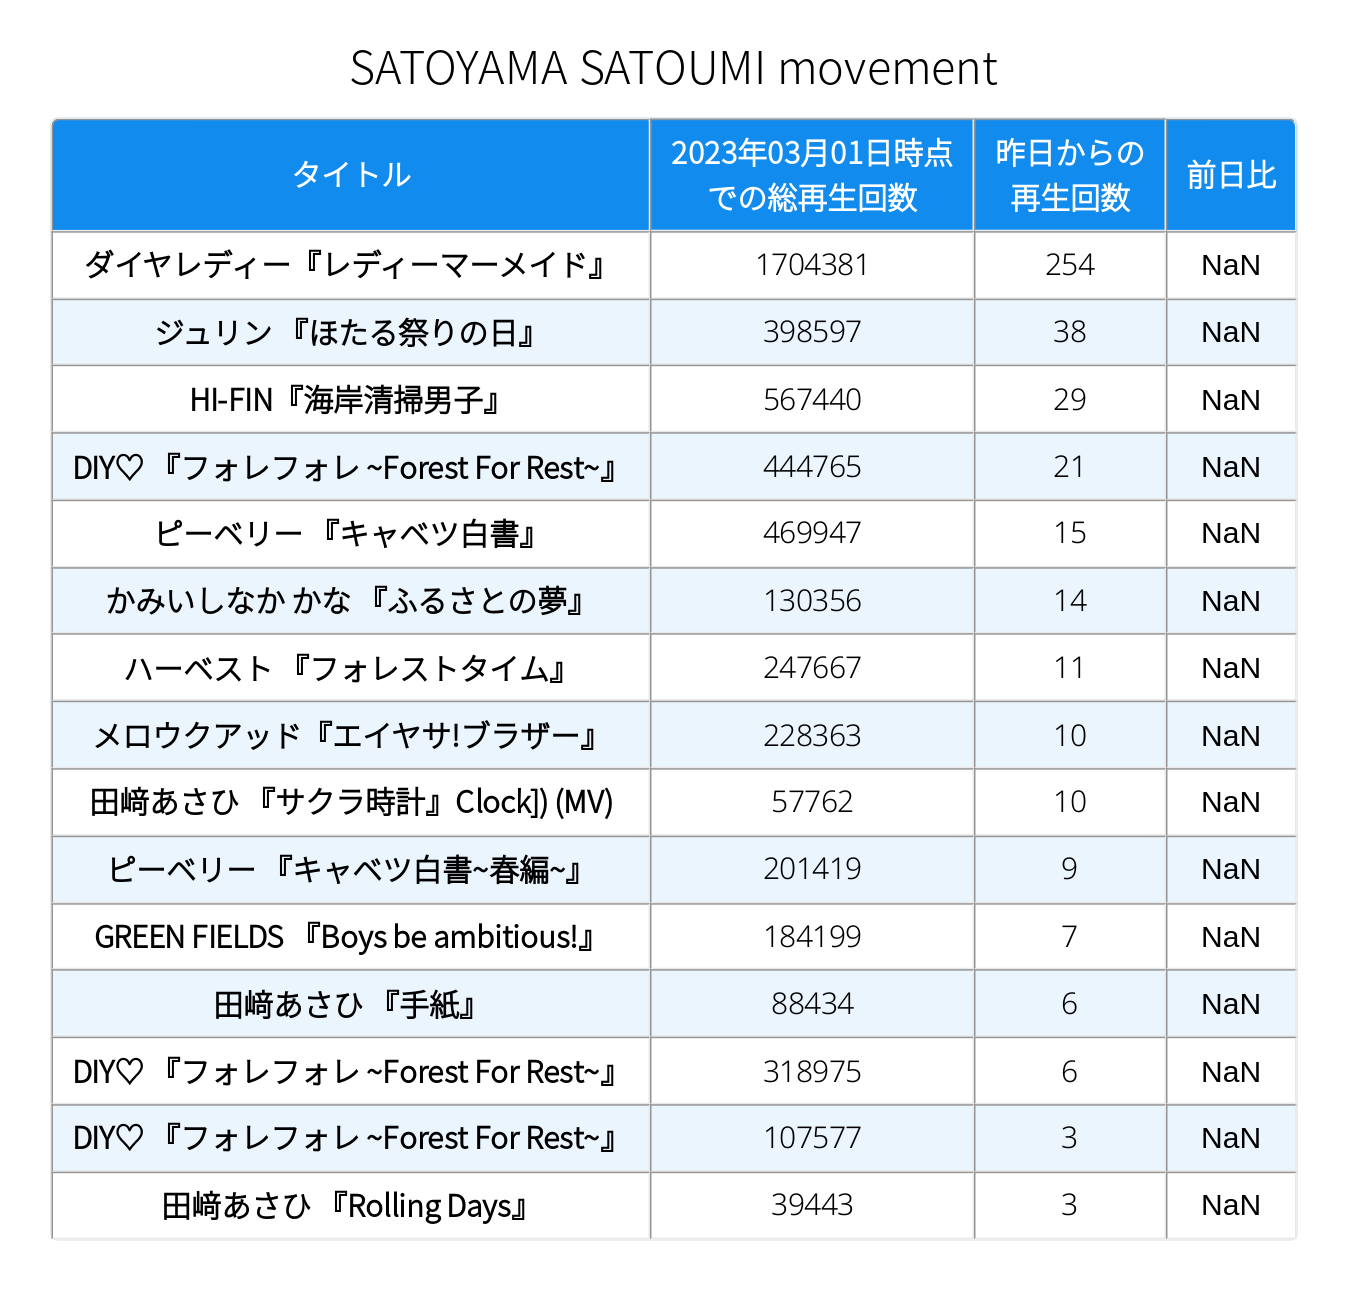 SATOYAMA SATOUMI movement
タイトル 2023年03月01日時点での総再生回数 昨日からの再生回数 前日比
ダイヤレディー『レディーマーメイド』 1704381 254 NaN
ジュリン 『ほたる祭りの日』 398597 38 NaN
HI-FIN『海岸清掃男子』 567440 29 NaN
DIY♡ 『フォレフォレ ~Forest For Rest~』 444765 21 NaN
ピーベリー 『キャベツ白書』 469947 15 NaN
かみいしなか かな 『ふるさとの夢』 130356 14 NaN
ハーベスト 『フォレストタイム』 247667 11 NaN
メロウクアッド『エイヤサ!ブラザー』 228363 10 NaN
田﨑あさひ 『サクラ時計』Clock]) (MV) 57762 10 NaN
ピーベリー 『キャベツ白書~春編~』 201419 9 NaN
GREEN FIELDS 『Boys be ambitious!』 184199 7 NaN
田﨑あさひ 『手紙』 88434 6 NaN
DIY♡ 『フォレフォレ ~Forest For Rest~』 318975 6 NaN
DIY♡ 『フォレフォレ ~Forest For Rest~』 107577 3 NaN
田﨑あさひ 『Rolling Days』 39443 3 NaN